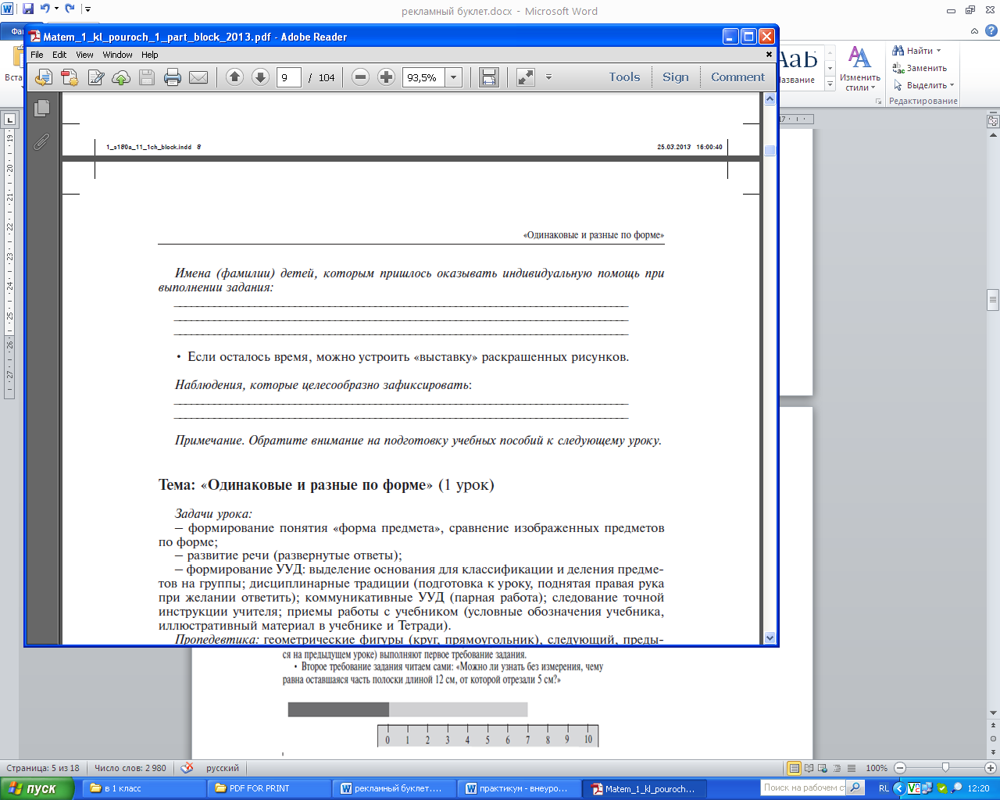 рекламный буклет.docx - Microsoft Word
Matem_1_kl_pouroch_1_part_block_2013.pdf - Adobe Reader
File Edit View Window Help
9 / 104 93,5% Tools Sign Comment
Название
Изменить стили
Найти
Заменить
Выделить
Редактирование
1_s180a_11_1ch_block.indd 8 25.03.2013 16:00:40
«Одинаковые и разные по форме»
Имена (фамилии) детей, которым пришлось оказывать индивидуальную помощь при
выполнении задания:
• Если осталось время, можно устроить «выставку» раскрашенных рисунков.
Наблюдения, которые целесообразно зафиксировать:
Примечание. Обратите внимание на подготовку учебных пособий к следующему уроку.
Тема: «Одинаковые и разные по форме» (1 урок)
Задачи урока:
– формирование понятия «форма предмета», сравнение изображенных предметов
по форме;
– развитие речи (развернутые ответы);
– формирование УУД: выделение основания для классификации и деления предме-
тов на группы; дисциплинарные традиции (подготовка к уроку, поднятая правая рука
при желании ответить); коммуникативные УУД (парная работа); следование точной
инструкции учителя; приемы работы с учебником (условные обозначения учебника,
иллюстративный материал в учебнике и Тетради).
Пропедевтика: геометрические фигуры (круг, прямоугольник), следующий, преды-
ся на предыдущем уроке) выполняют первое требование задания.
• Второе требование задания читаем сами: «Можно ли узнать без измерения, чему
равна оставшаяся часть полоски длиной 12 см, от которой отрезали 5 см?»
0 1 2 3 4 5 6 7 8 9 10
Страница: 5 из 18 Число слов: 2 980 русский 100%
пуск в 1 класс PDF FOR PRINT рекламный буклет.... практикум - внеуро... Matem_1_kl_pouroch... Поиск на рабочем ст RL 12:20